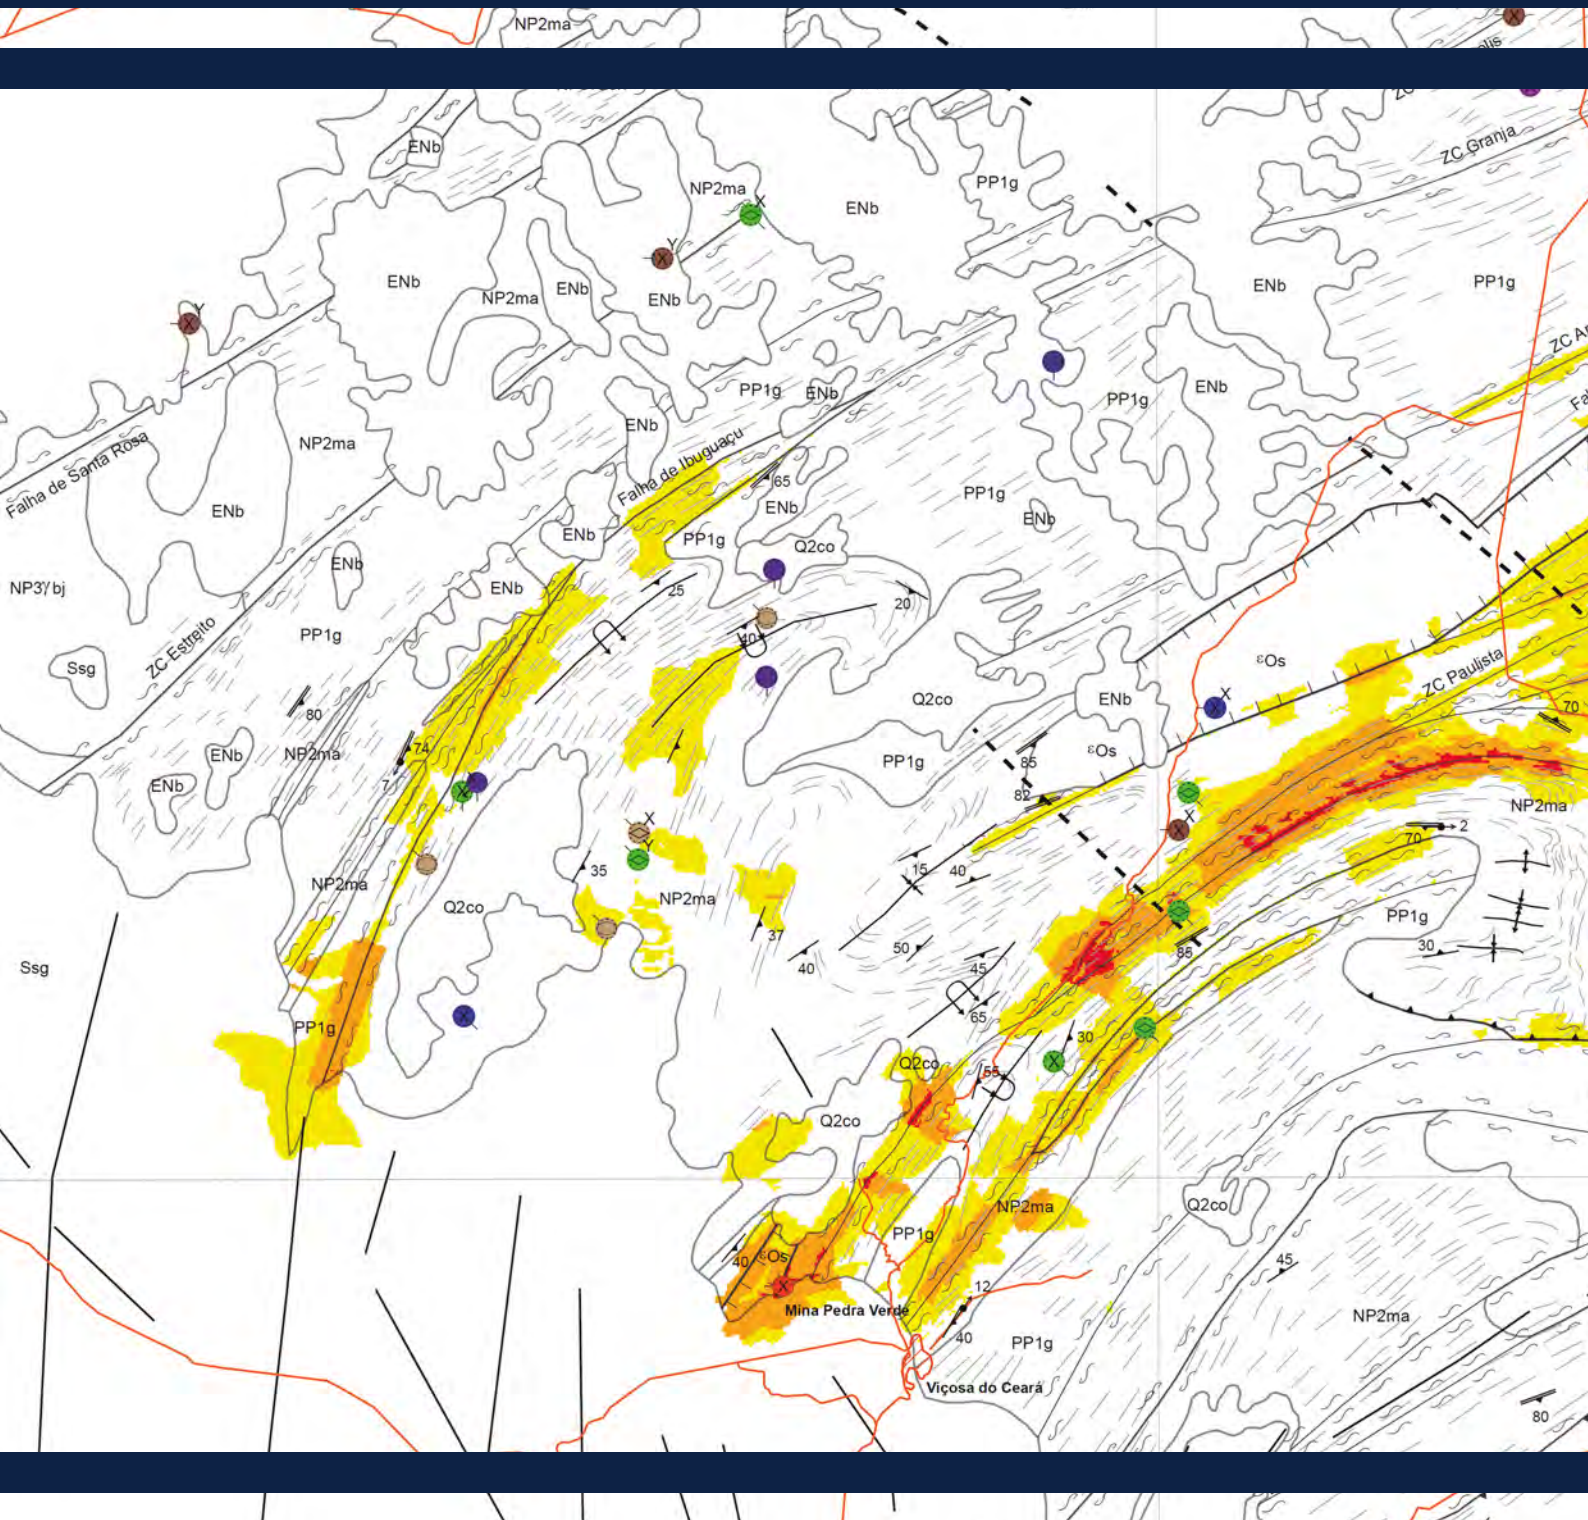 NP2ma
ENb
ZC Granja
NP2ma
X
PP1g
ENb
Y
ENb
NP2ma
ENb
ENb
ENb
PP1g
Y
X
X
PP1g
ENb
ENb
PP1g
ENb
Falha de Santa Rosa
NP2ma
ENb
Falha de Ibuguaçu
65
PP1g
ENb
ENb
ENb
ENb
PP1g
Q2co
ENb
NP3γbj
ENb
25
20
ZC Estreito
PP1g
40
Ssg
εOs
ZC Paulista
Q2co
ENb
X
80
70
74
NP2ma
ENb
εOs
85
PP1g
7
ENb
82
NP2ma
X
X
X
70
2
Y
15
40
35
NP2ma
NP2ma
Q2co
PP1g
37
50
85
30
40
45
Ssg
65
PP1g
X
30
X
Q2co
55
Q2co
NP2ma
Q2co
PP1g
40
εOs
45
X
12
Mina Pedra Verde
NP2ma
40
PP1g
Viçosa do Ceará
80